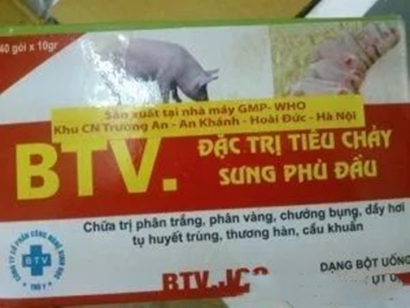 40 gói x 10gr
Sản xuất tại nhà máy GMP- WHO
Khu CN Trường An - An Khánh - Hoài Đức - Hà Nội
BTV.
ĐẶC TRỊ TIÊU CHẢY
SƯNG PHÙ ĐẦU
Chữa trị phân trắng, phân vàng, chướng bụng, đầy hơi
tụ huyết trùng, thương hàn, cầu khuẩn
BTV
THÚ Y
DẠNG BỘT UỐNG